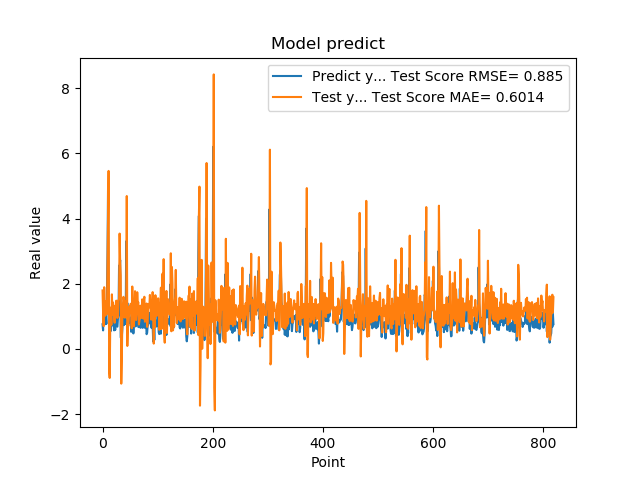 Model predict
Predict y... Test Score RMSE= 0.885
Test y... Test Score MAE= 0.6014
Real value
8
6
4
2
0
−2
0 200 400 600 800
Point